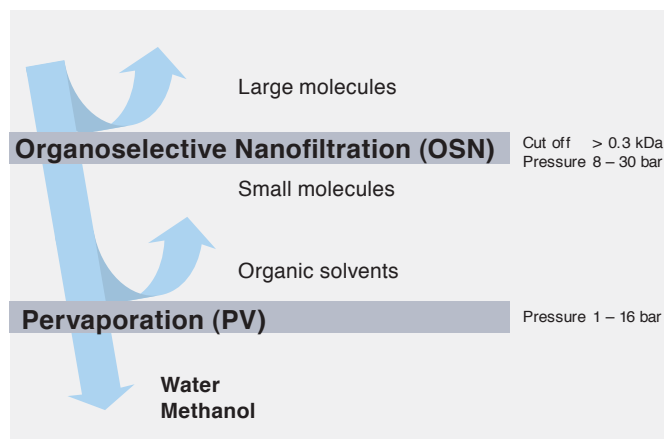 Large molecules
Organoselective Nanofiltration (OSN)
Cut off > 0.3 kDa
Pressure 8 – 30 bar
Small molecules
Organic solvents
Pervaporation (PV)
Pressure 1 – 16 bar
Water
Methanol